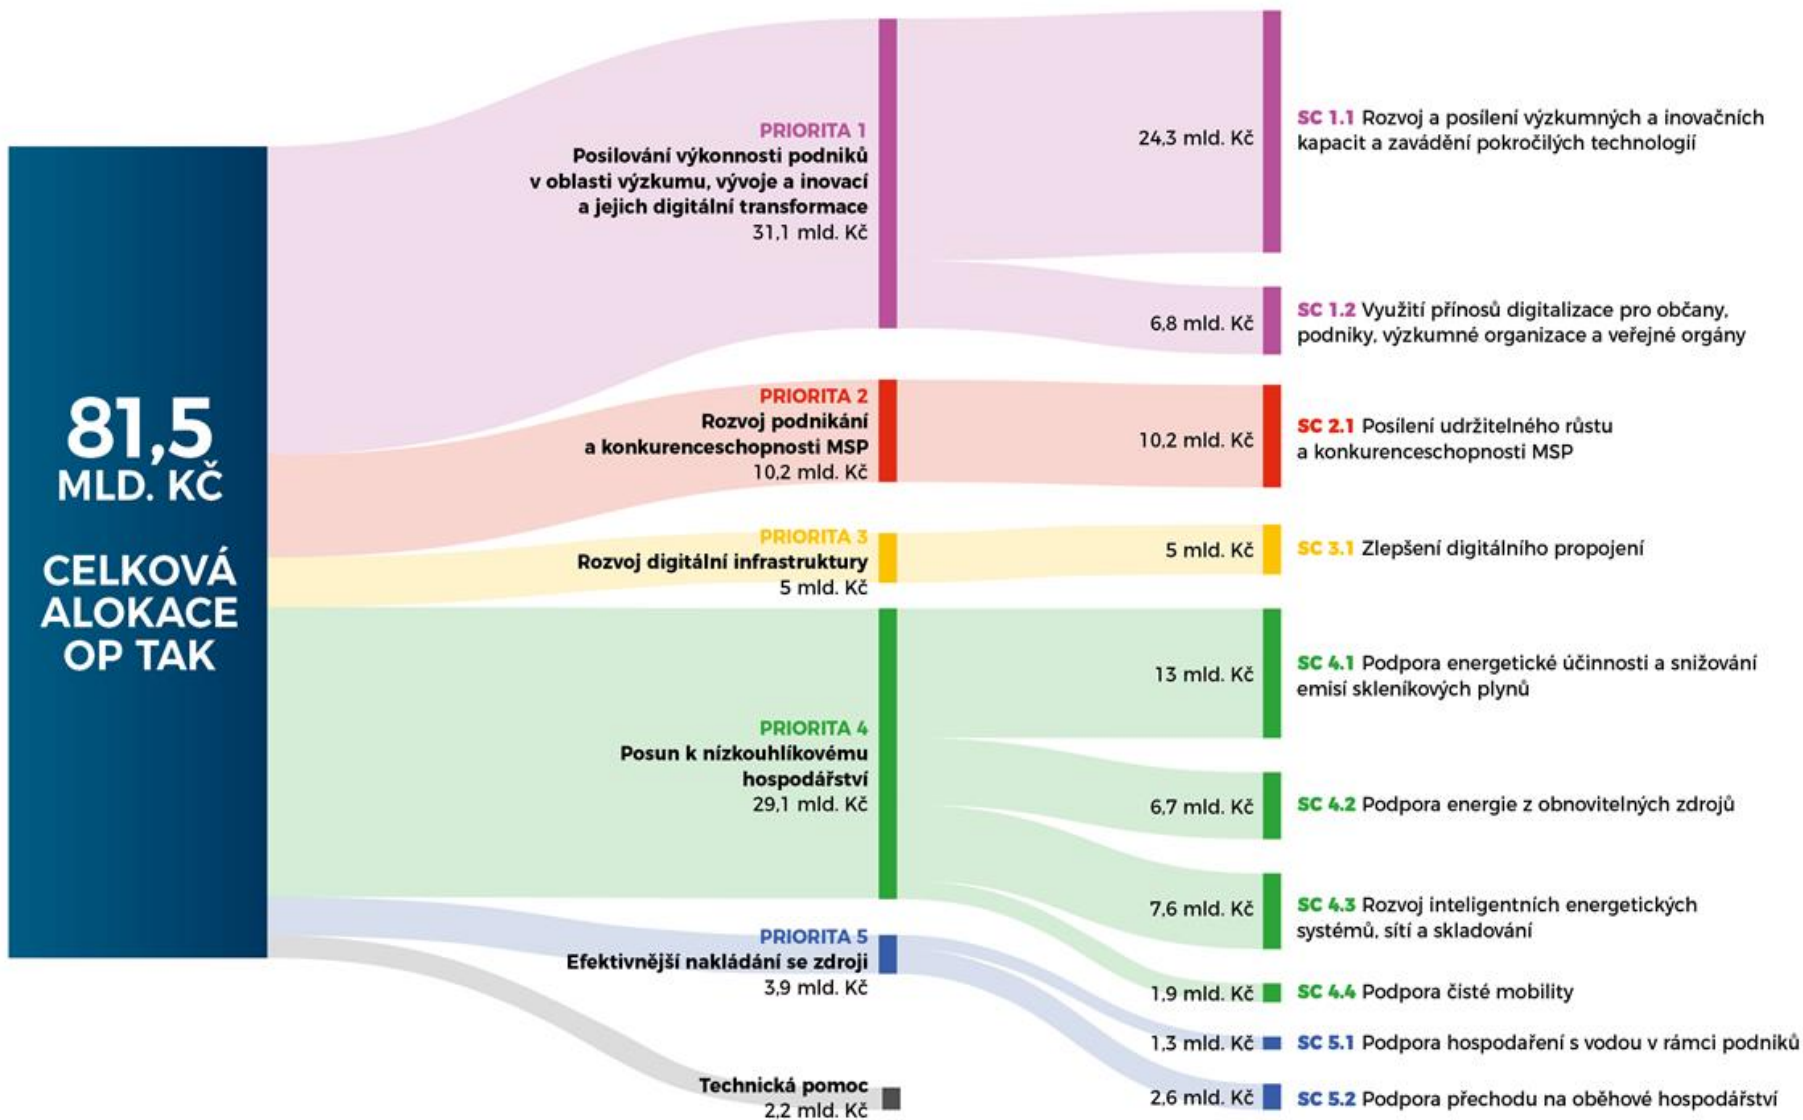 81,5
MLD. KČ
CELKOVÁ
ALOKACE
OP TAK
PRIORITA 1
Posilování výkonnosti podniků
v oblasti výzkumu, vývoje a inovací
a jejich digitální transformace
31,1 mld. Kč
24,3 mld. Kč
SC 1.1 Rozvoj a posílení výzkumných a inovačních
kapacit a zavádění pokročilých technologií
6,8 mld. Kč
SC 1.2 Využití přínosů digitalizace pro občany,
podniky, výzkumné organizace a veřejné orgány
PRIORITA 2
Rozvoj podnikání
a konkurenceschopnosti MSP
10,2 mld. Kč
10,2 mld. Kč
SC 2.1 Posílení udržitelného růstu
a konkurenceschopnosti MSP
PRIORITA 3
Rozvoj digitální infrastruktury
5 mld. Kč
5 mld. Kč
SC 3.1 Zlepšení digitálního propojení
PRIORITA 4
Posun k nízkouhlíkovému
hospodářství
29,1 mld. Kč
13 mld. Kč
SC 4.1 Podpora energetické účinnosti a snižování
emisí skleníkových plynů
6,7 mld. Kč
SC 4.2 Podpora energie z obnovitelných zdrojů
7,6 mld. Kč
SC 4.3 Rozvoj inteligentních energetických
systémů, sítí a skladování
1,9 mld. Kč
SC 4.4 Podpora čisté mobility
PRIORITA 5
Efektivnější nakládání se zdroji
3,9 mld. Kč
1,3 mld. Kč
SC 5.1 Podpora hospodaření s vodou v rámci podniků
2,6 mld. Kč
SC 5.2 Podpora přechodu na oběhové hospodářství
Technická pomoc
2,2 mld. Kč